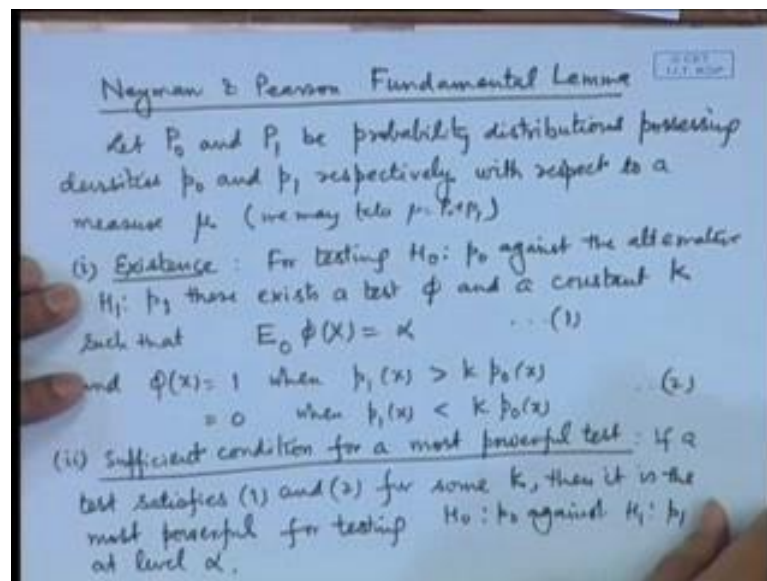 Neyman & Pearson Fundamental Lemma
Let P₀ and P₁ be probability distributions possessing
densities p₀ and p₁ respectively with respect to a
measure μ (we may take μ = P₀+P₁)
(i) Existence : For testing H₀: p₀ against the alternative
H₁: p₁ there exists a test φ and a constant k
such that E₀ φ(X) = α ...(1)
and φ(x) = 1 when p₁(x) > k p₀(x)
= 0 when p₁(x) < k p₀(x) ..(2)
(ii) Sufficient condition for a most powerful test : If a
test satisfies (1) and (2) for some k, then it is the
most powerful for testing H₀ : p₀ against H₁ : p₁
at level α.